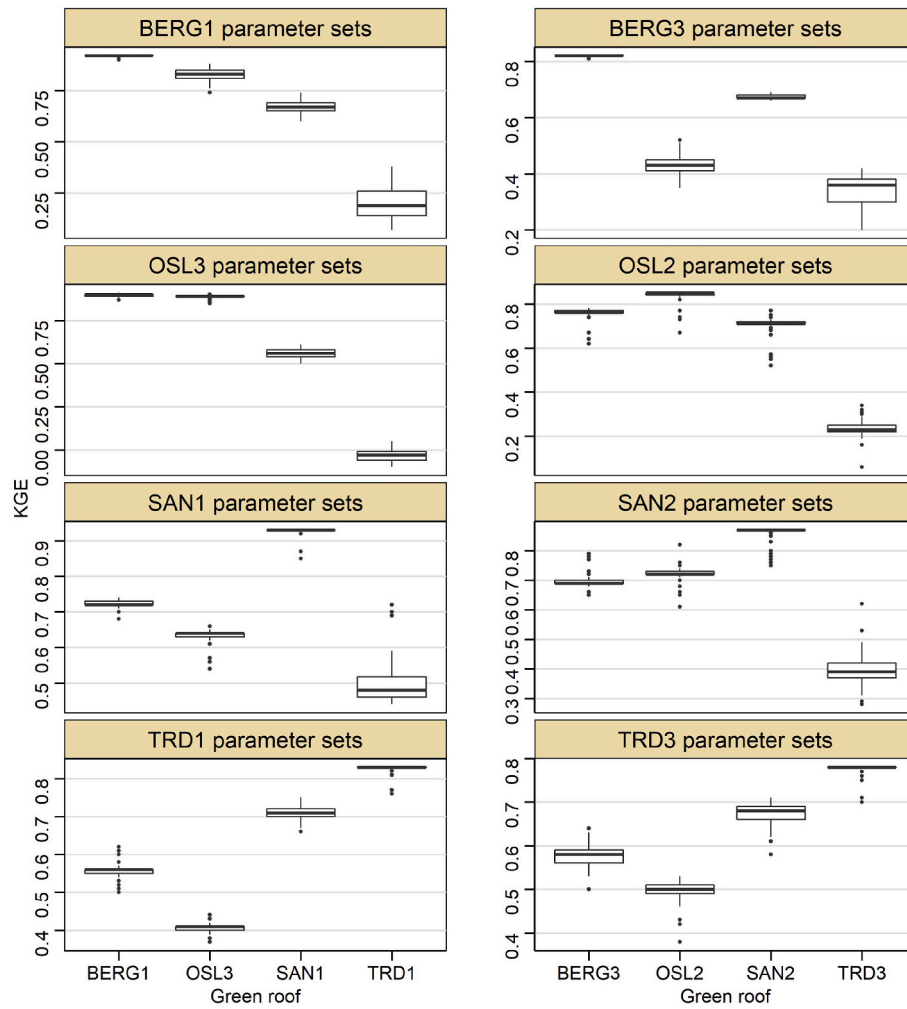 BERG1 parameter sets
BERG3 parameter sets
0.75
0.50
0.25
0.8
0.6
0.4
0.2
OSL3 parameter sets
OSL2 parameter sets
0.75
0.50
0.25
0.00
0.8
0.6
0.4
0.2
KGE
SAN1 parameter sets
SAN2 parameter sets
0.9
0.8
0.7
0.6
0.5
0.8
0.7
0.6
0.5
0.4
0.3
TRD1 parameter sets
TRD3 parameter sets
0.8
0.7
0.6
0.5
0.4
0.8
0.7
0.6
0.5
0.4
BERG1 OSL3 SAN1 TRD1
BERG3 OSL2 SAN2 TRD3
Green roof
Green roof